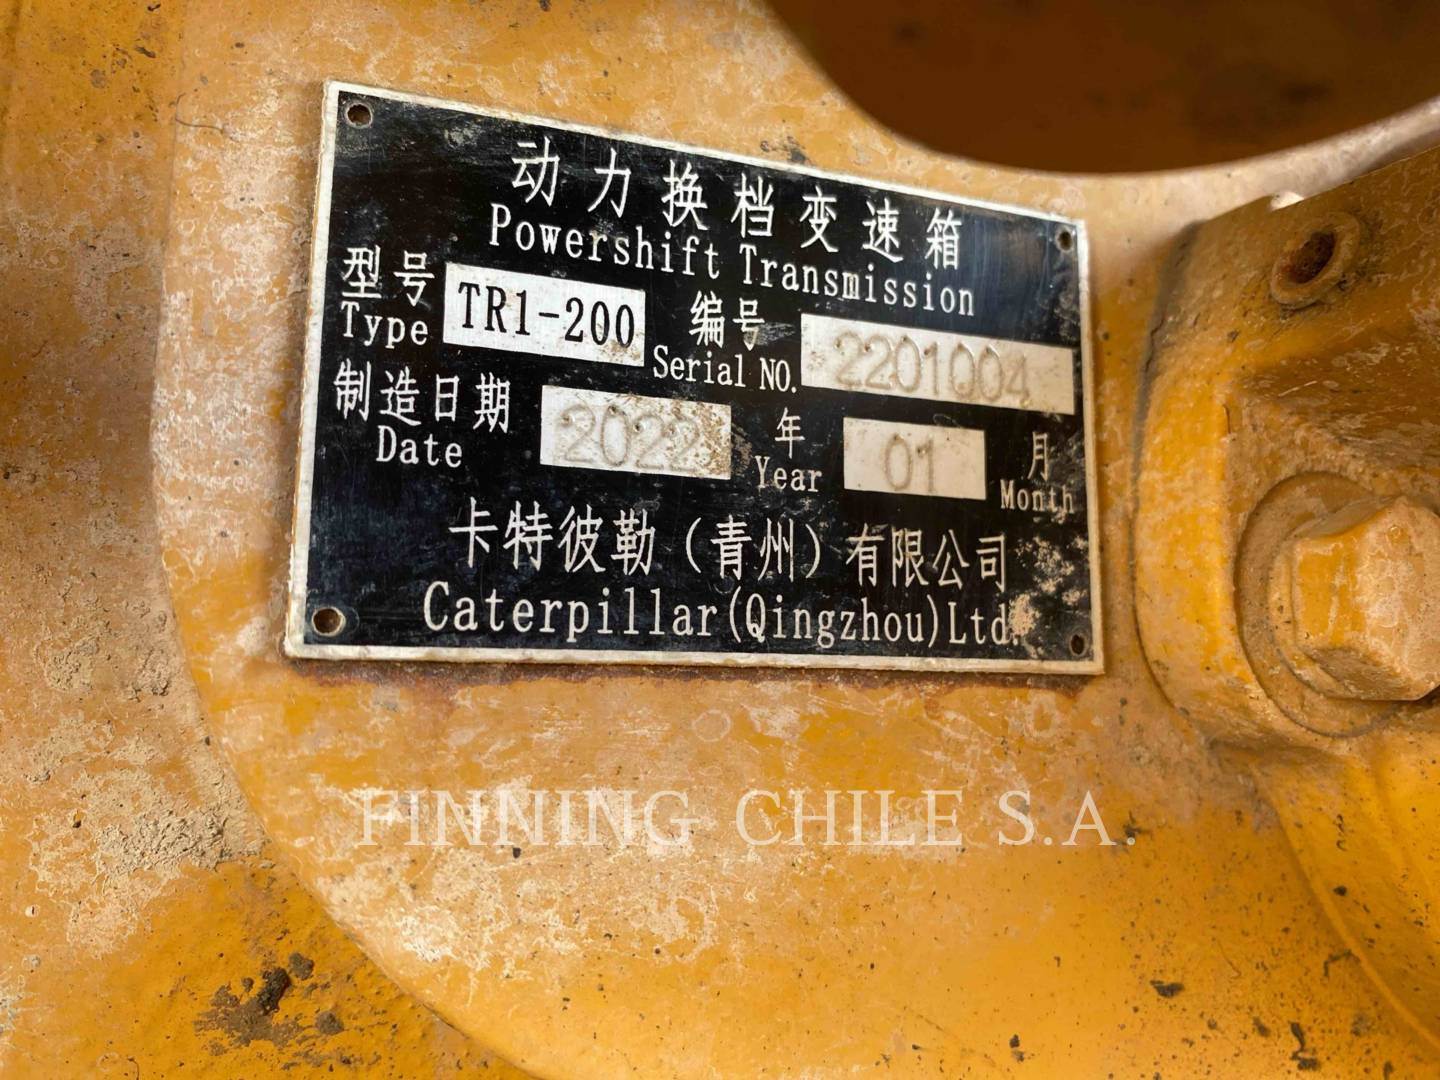 动力换档变速箱
Powershift Transmission
型号 TR1-200 编号 2201004
Type Serial NO.
制造日期 2022 年 01 月
Date Year Month
卡特彼勒（青州）有限公司
Caterpillar(Qingzhou)Ltd.
FINNING CHILE S.A.